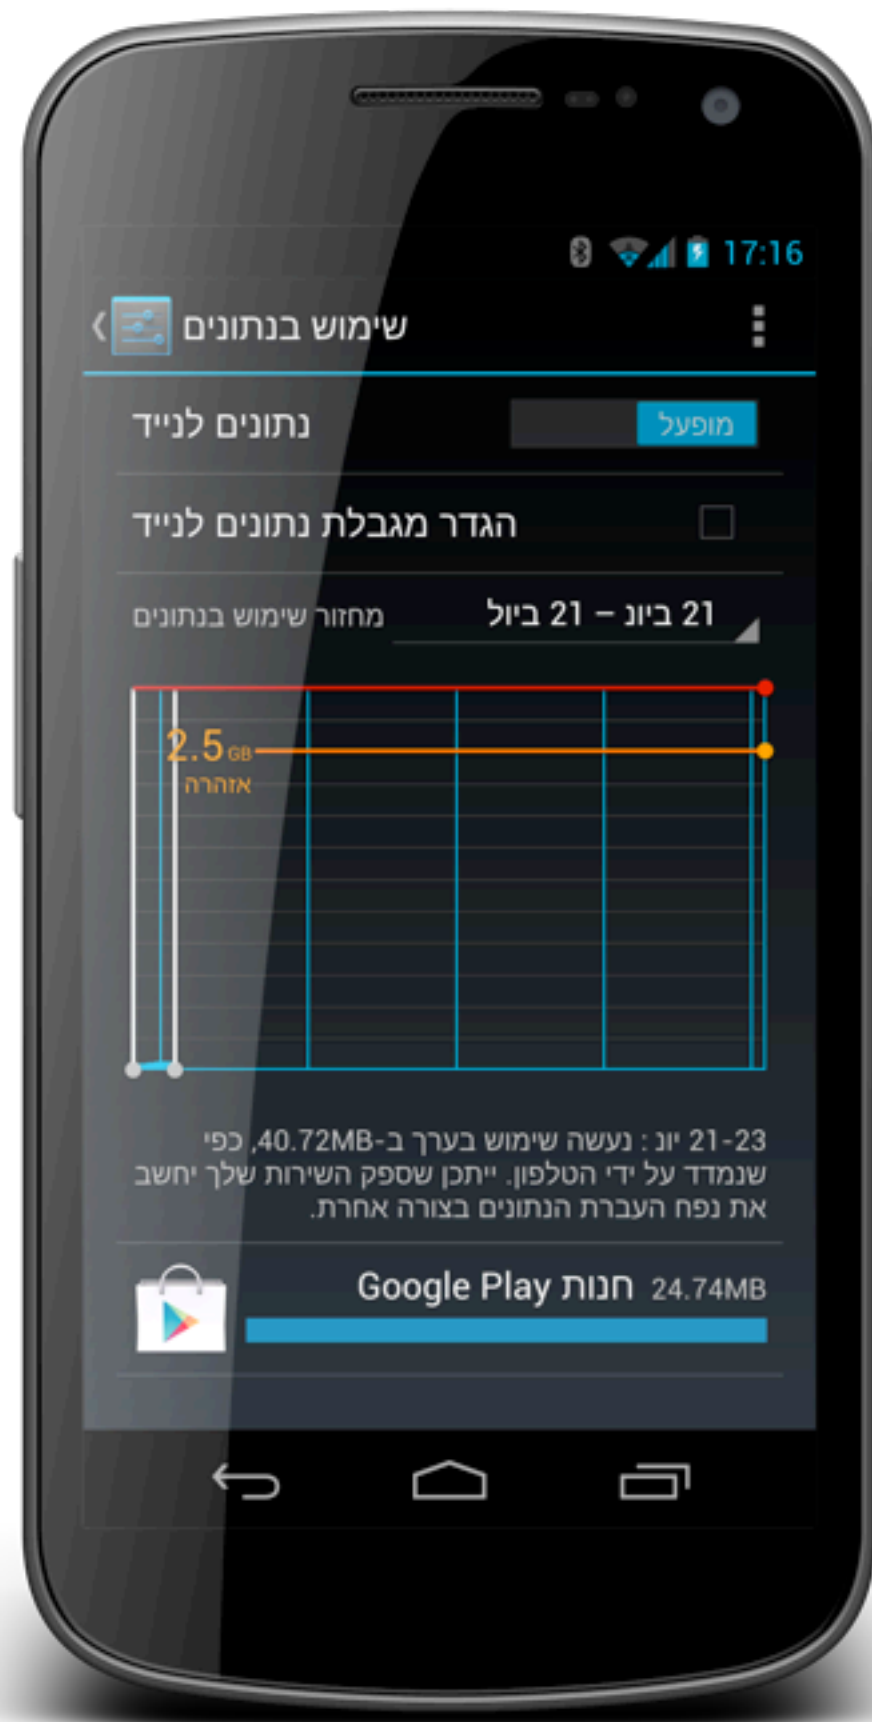 17:16
שימוש בנתונים
נתונים לנייד
מופעל
הגדר מגבלת נתונים לנייד
מחזור שימוש בנתונים
21 ביונ – 21 ביול
2.5 GB
אזהרה
21-23 יונ : נעשה שימוש בערך ב-40.72MB, כפי
שנמדד על ידי הטלפון. ייתכן שספק השירות שלך יחשב
את נפח העברת הנתונים בצורה אחרת.
חנות Google Play
24.74MB